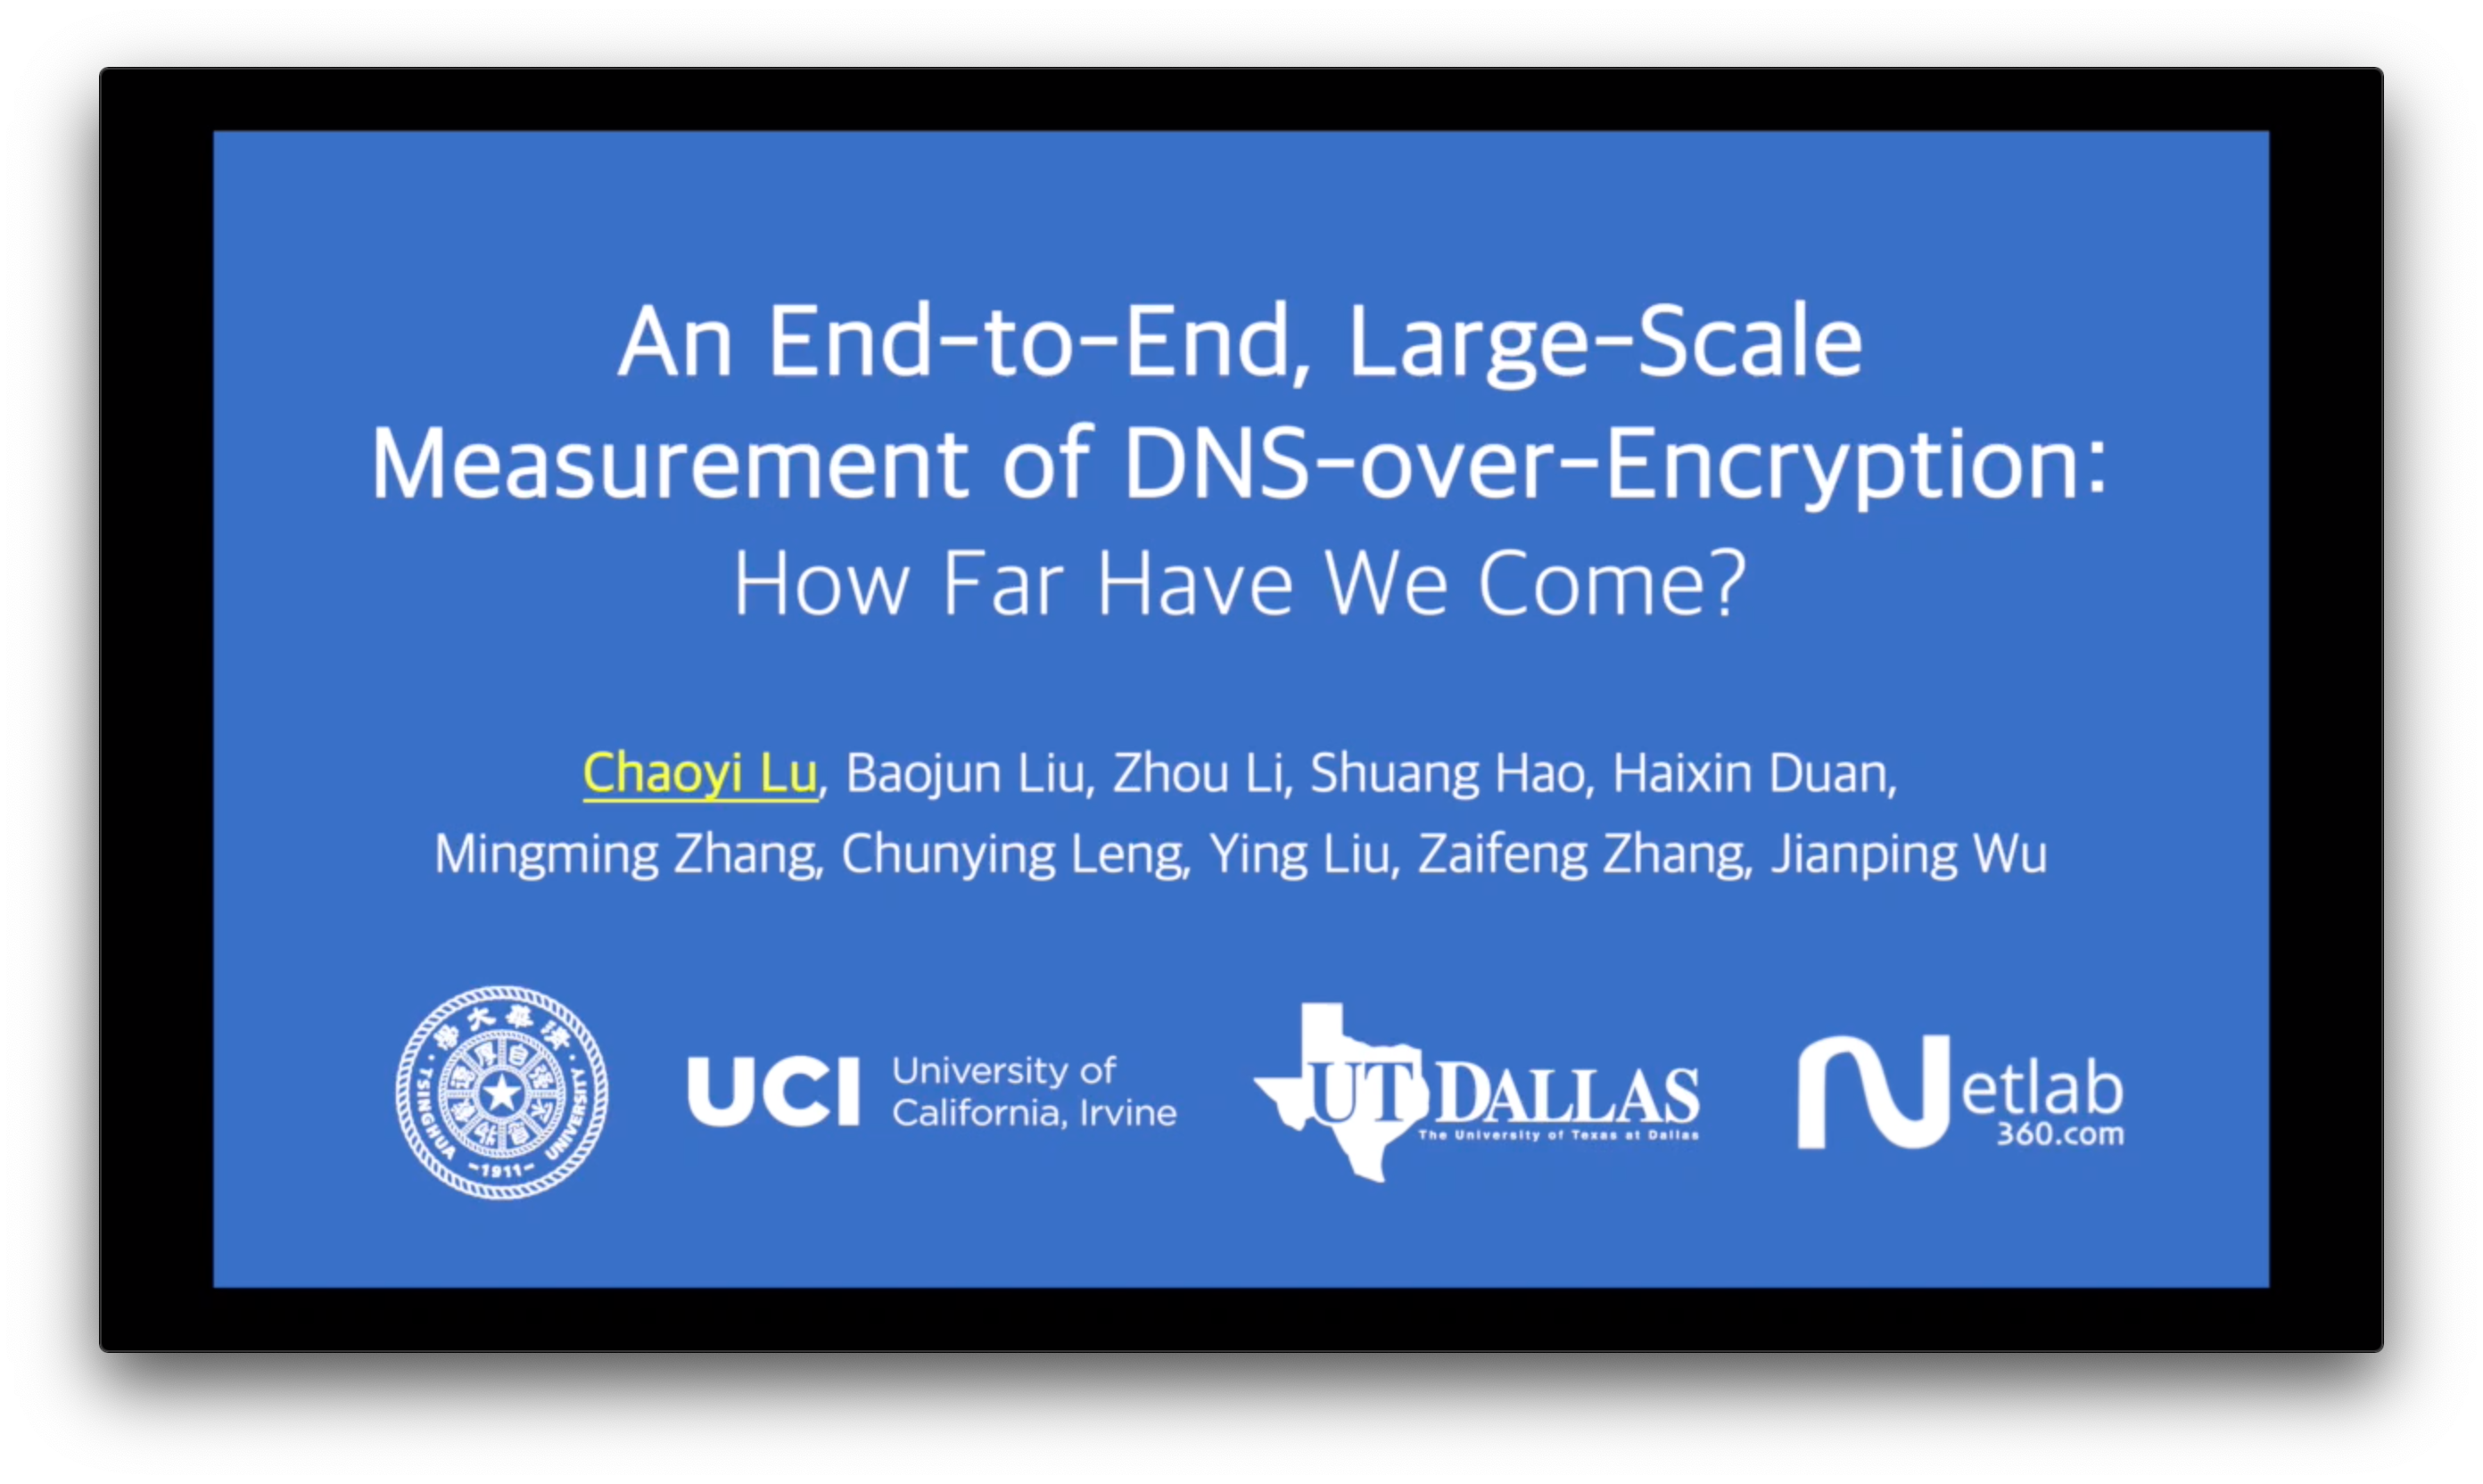 An End-to-End, Large-Scale
Measurement of DNS-over-Encryption:
How Far Have We Come?
Chaoyi Lu, Baojun Liu, Zhou Li, Shuang Hao, Haixin Duan,
Mingming Zhang, Chunying Leng, Ying Liu, Zaifeng Zhang, Jianping Wu
TSINGHUA -1911- UNIVERSITY
UCI University of
California, Irvine
UT DALLAS
The University of Texas at Dallas
Netlab
360.com